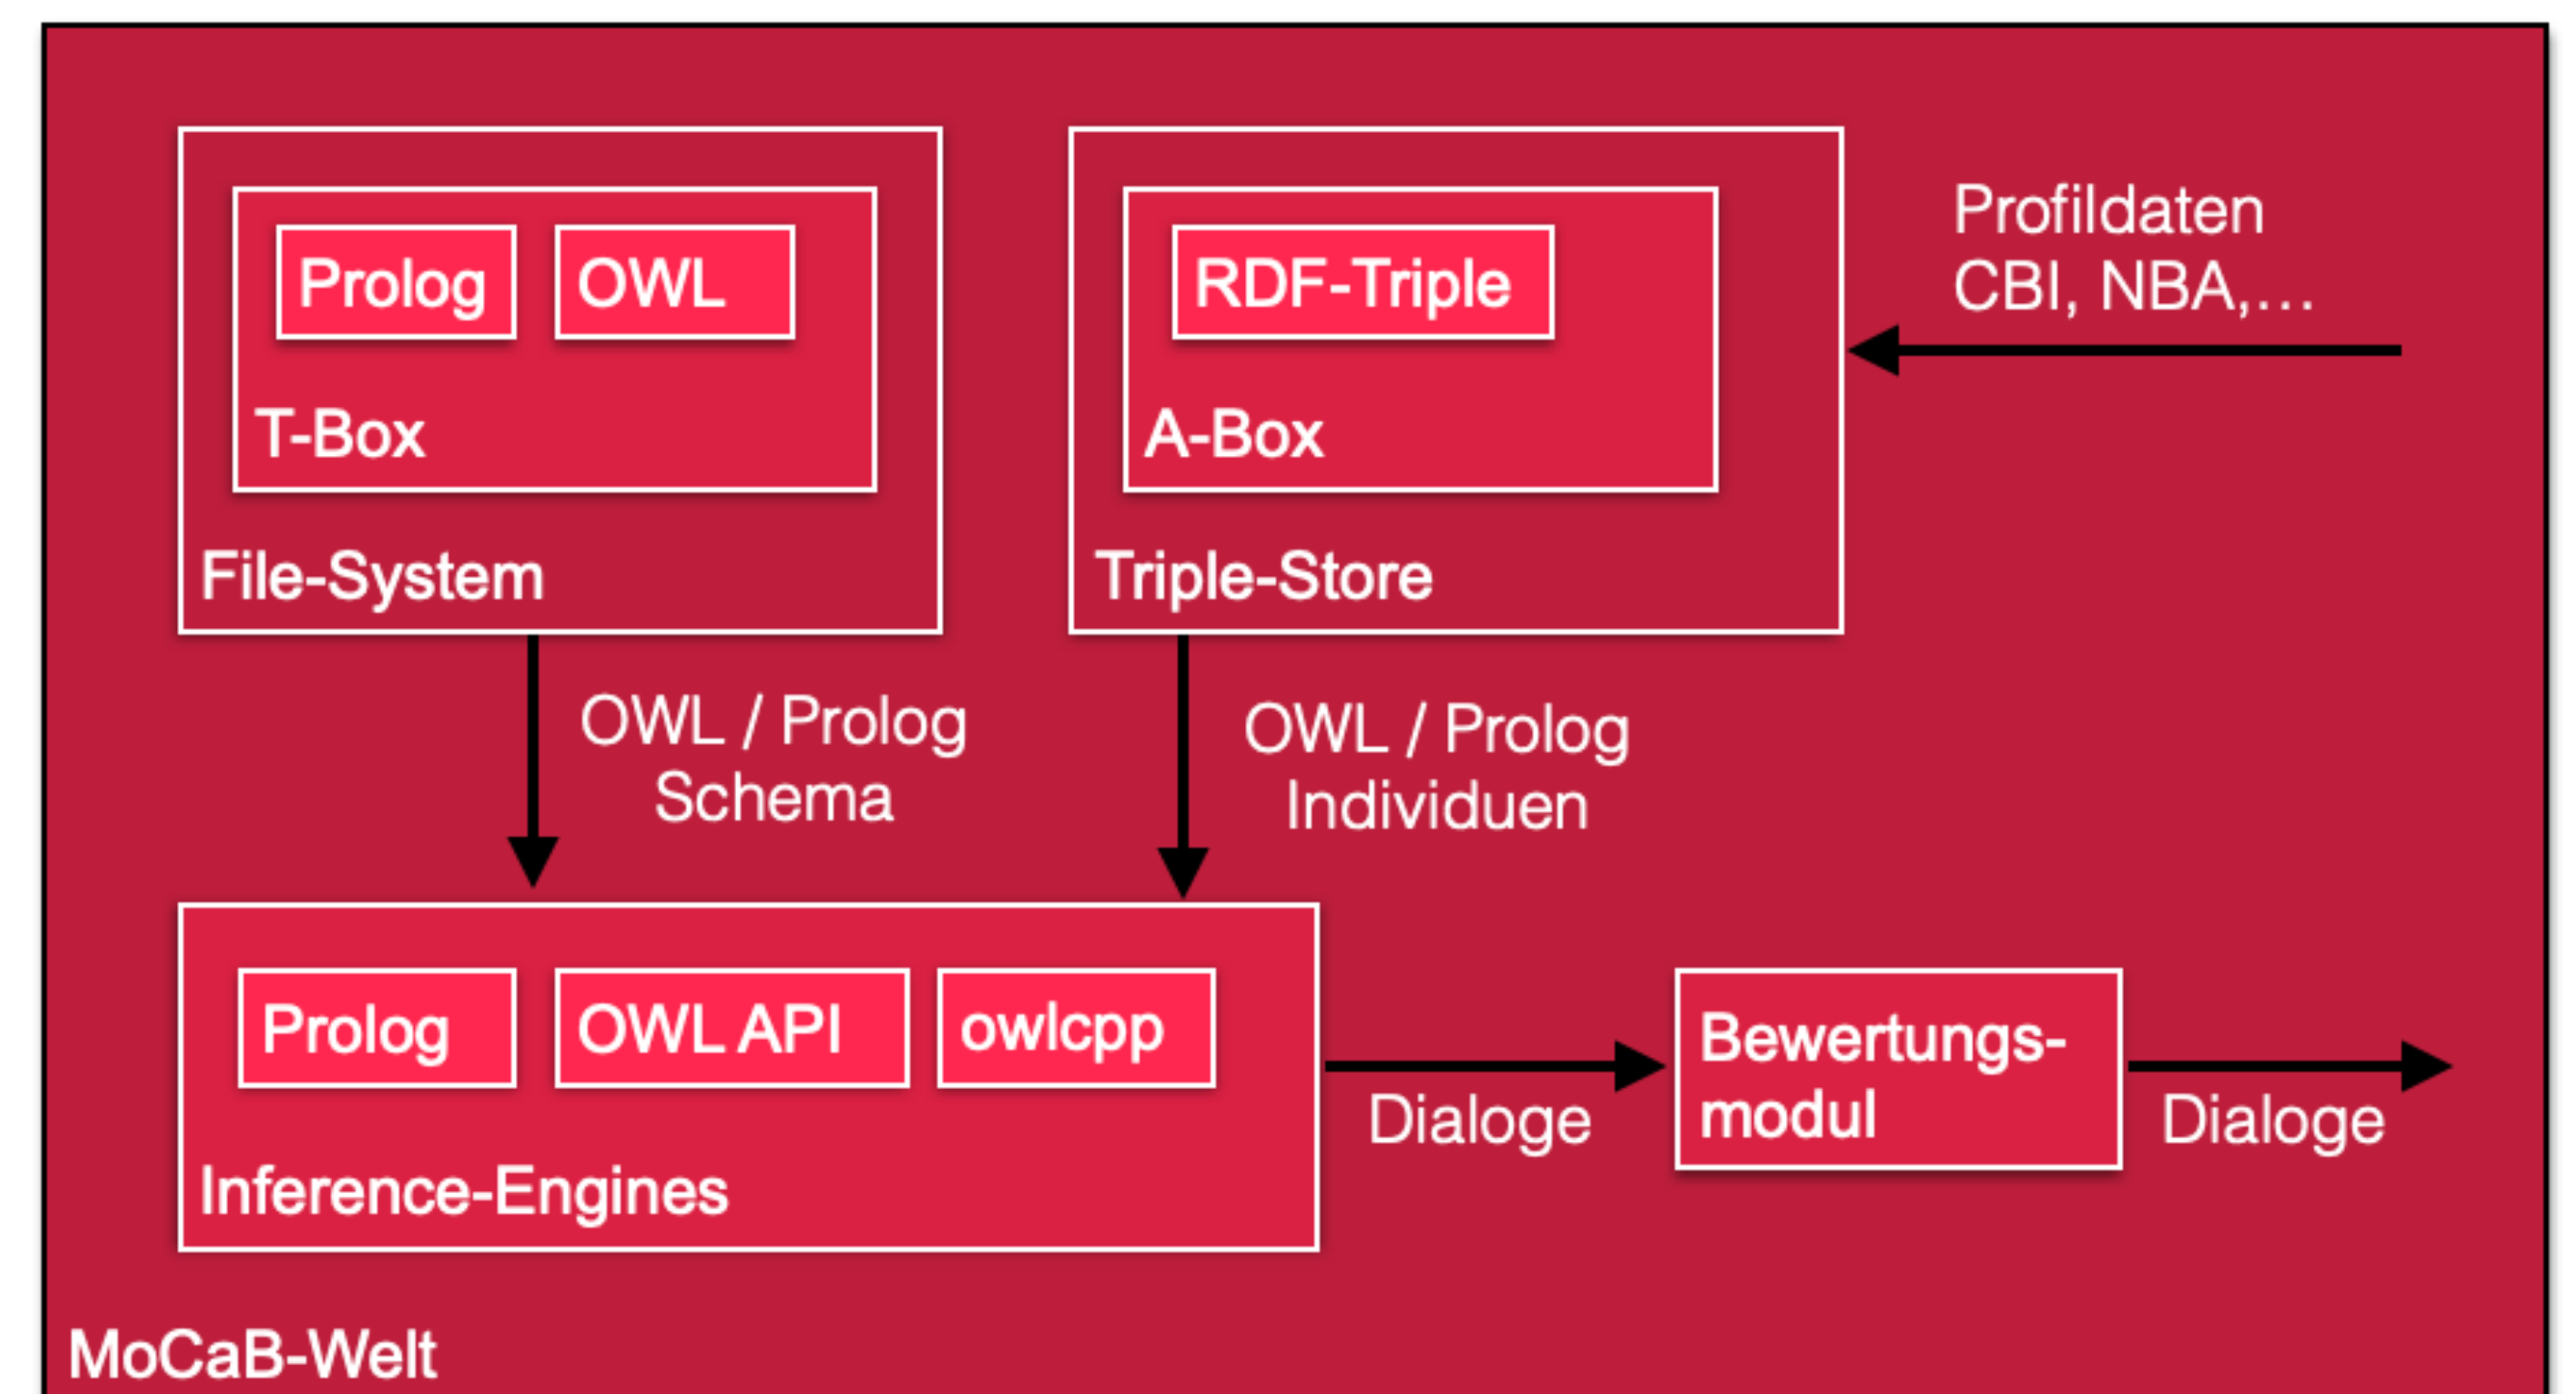 Prolog
OWL
T-Box
File-System
RDF-Triple
A-Box
Triple-Store
Profildaten
CBI, NBA,...
OWL / Prolog
Schema
OWL / Prolog
Individuen
Prolog
OWL API
owlcpp
Inference-Engines
Dialoge
Bewertungs-
modul
Dialoge
MoCaB-Welt